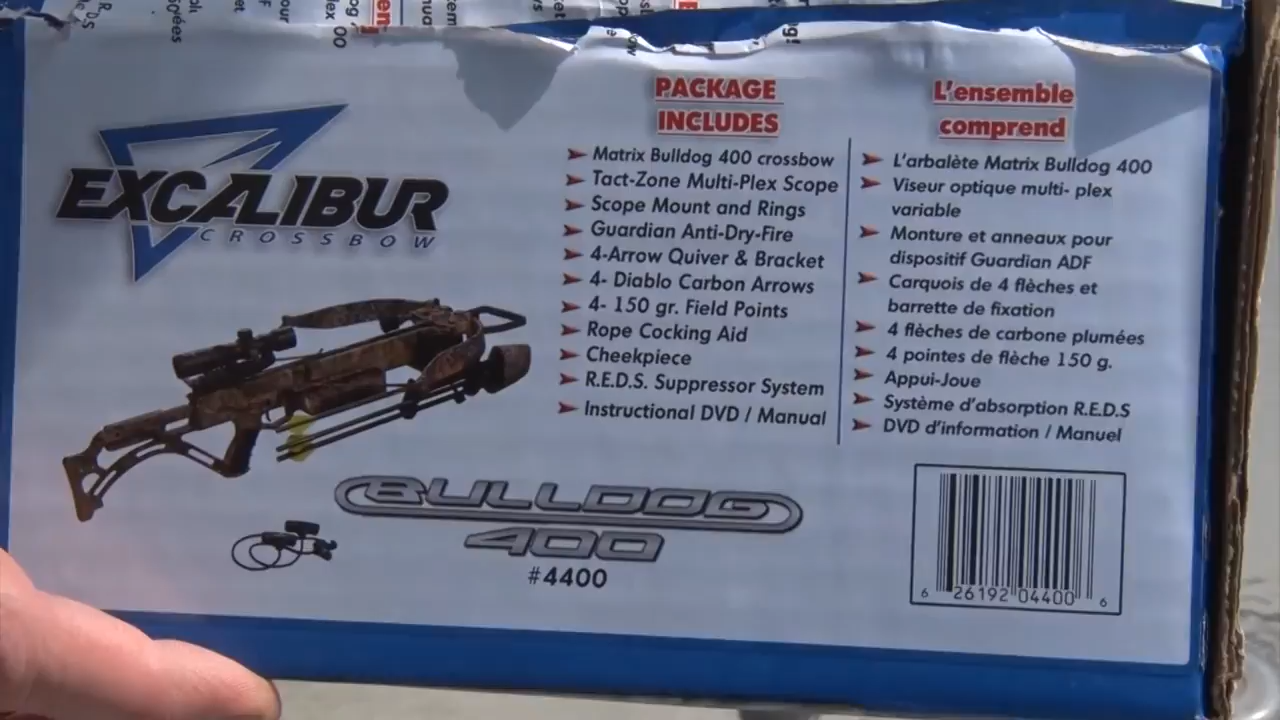 EXCALIBUR
CROSSBOW
PACKAGE
INCLUDES
Matrix Bulldog 400 crossbow
Tact-Zone Multi-Plex Scope
Scope Mount and Rings
Guardian Anti-Dry-Fire
4-Arrow Quiver & Bracket
4- Diablo Carbon Arrows
4- 150 gr. Field Points
Rope Cocking Aid
Cheekpiece
R.E.D.S. Suppressor System
Instructional DVD / Manual
L'ensemble
comprend
L'arbalète Matrix Bulldog 400
Viseur optique multi- plex
variable
Monture et anneaux pour
dispositif Guardian ADF
Carquois de 4 flèches et
barrette de fixation
4 flèches de carbone plumées
4 pointes de flèche 150 g.
Appui-Joue
Système d'absorption R.E.D.S
DVD d'information / Manuel
BULLDOG
400
#4400
6 26192 04400 6